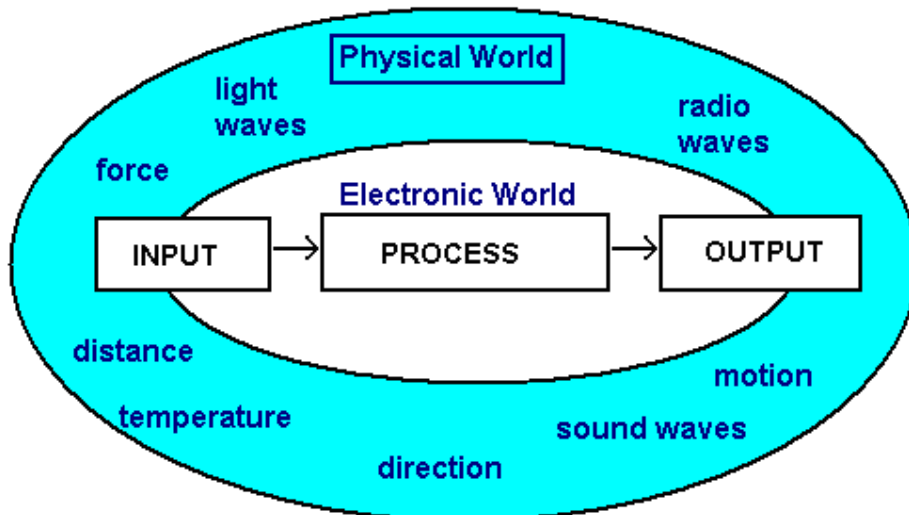 Physical World
light
waves
radio
waves
force
Electronic World
INPUT
PROCESS
OUTPUT
distance
motion
temperature
sound waves
direction